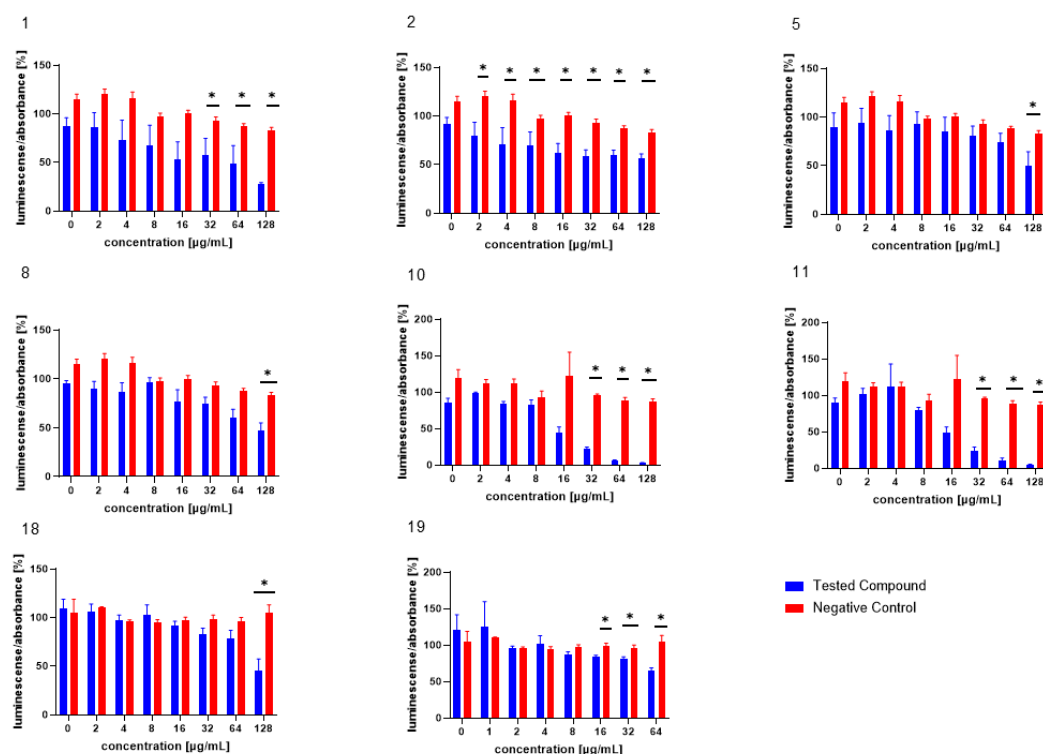 1
luminescense/absorbance [%]
150
100
50
0
* * *
0 2 4 8 16 32 64 128
concentration [µg/mL]
2
luminescense/absorbance [%]
150
100
50
0
* * * * * * *
0 2 4 8 16 32 64 128
concentration [µg/mL]
5
luminescense/absorbance [%]
150
100
50
0
*
0 2 4 8 16 32 64 128
concentration [µg/mL]
8
luminescense/absorbance [%]
150
100
50
0
*
0 2 4 8 16 32 64 128
concentration [µg/mL]
10
luminescense/absorbance [%]
200
150
100
50
0
* * *
0 2 4 8 16 32 64 128
concentration [µg/mL]
11
luminescense/absorbance [%]
200
150
100
50
0
* * *
0 2 4 8 16 32 64 128
concentration [µg/mL]
18
luminescense/absorbance [%]
150
100
50
0
*
0 2 4 8 16 32 64 128
concentration [µg/mL]
19
luminescense/absorbance [%]
200
150
100
50
0
* * *
0 1 2 4 8 16 32 64
concentration [µg/mL]
Tested Compound
Negative Control